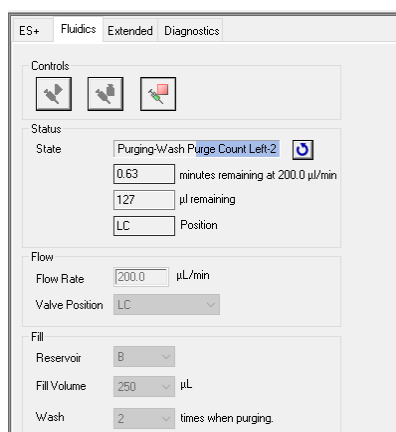 ES+ Fluidics Extended Diagnostics
Controls
Status
State Purging-Wash Purge Count Left-2
0.63 minutes remaining at 200.0 µl/min
127 µl remaining
LC Position
Flow
Flow Rate 200.0 µL/min
Valve Position LC
Fill
Reservoir B
Fill Volume 250 µL
Wash 2 times when purging.